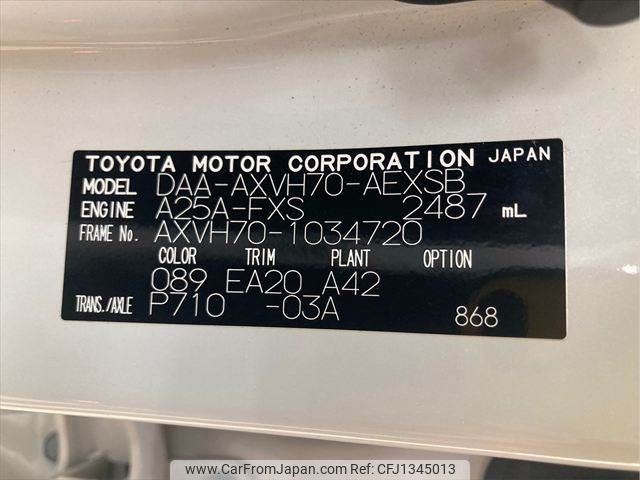 TOYOTA MOTOR CORPORATION JAPAN
MODEL DAA-AXVH70-AEXSB
ENGINE A25A-FXS 2487 mL
FRAME No. AXVH70-1034720
COLOR TRIM PLANT OPTION
089 EA20 A42
TRANS./AXLE P710 -03A 868
www.CarFromJapan.com - CFJ1345013